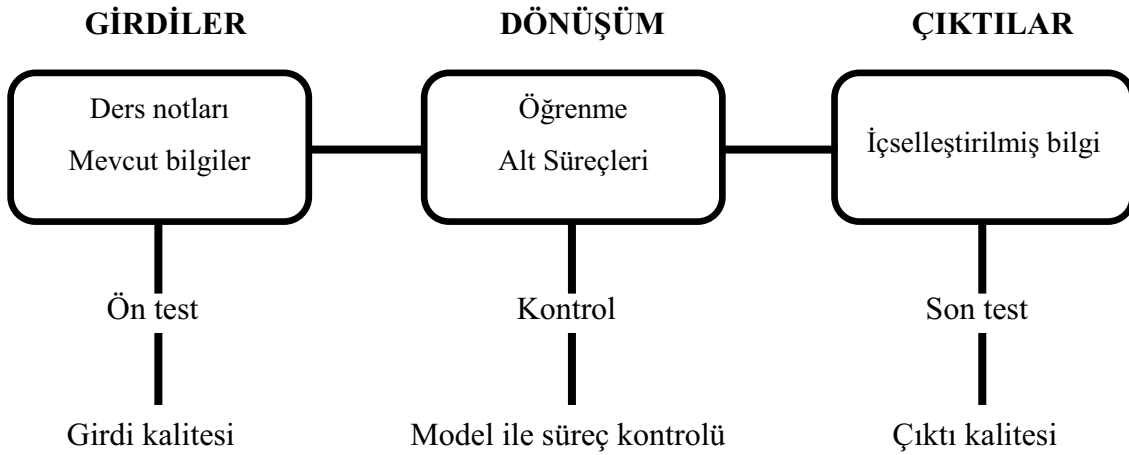 GİRDİLER
DÖNÜŞÜM
ÇIKTILAR
Ders notları
Mevcut bilgiler
Öğrenme
Alt Süreçleri
İçselleştirilmiş bilgi
Ön test
Kontrol
Son test
Girdi kalitesi
Model ile süreç kontrolü
Çıktı kalitesi